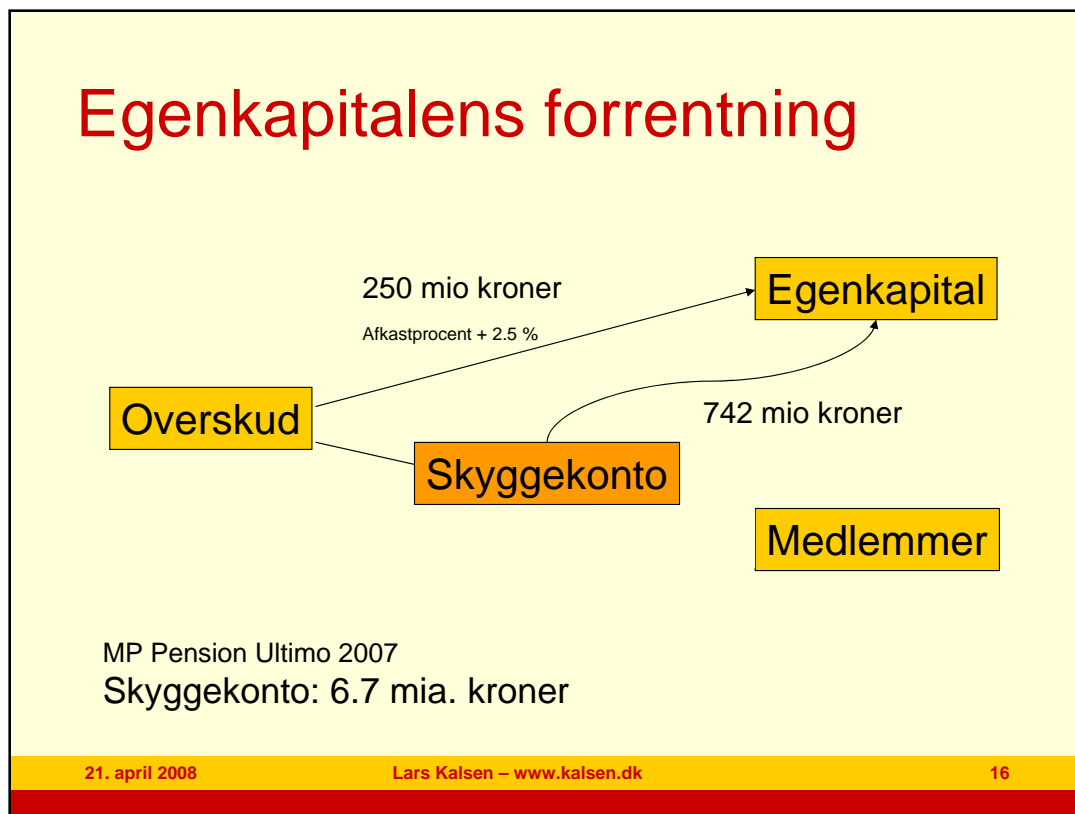 Egenkapitalens forrentning
250 mio kroner
Afkastprocent + 2.5 %
Egenkapital
Overskud
742 mio kroner
Skyggekonto
Medlemmer
MP Pension Ultimo 2007
Skyggekonto: 6.7 mia. kroner
21. april 2008 Lars Kalsen – www.kalsen.dk 16